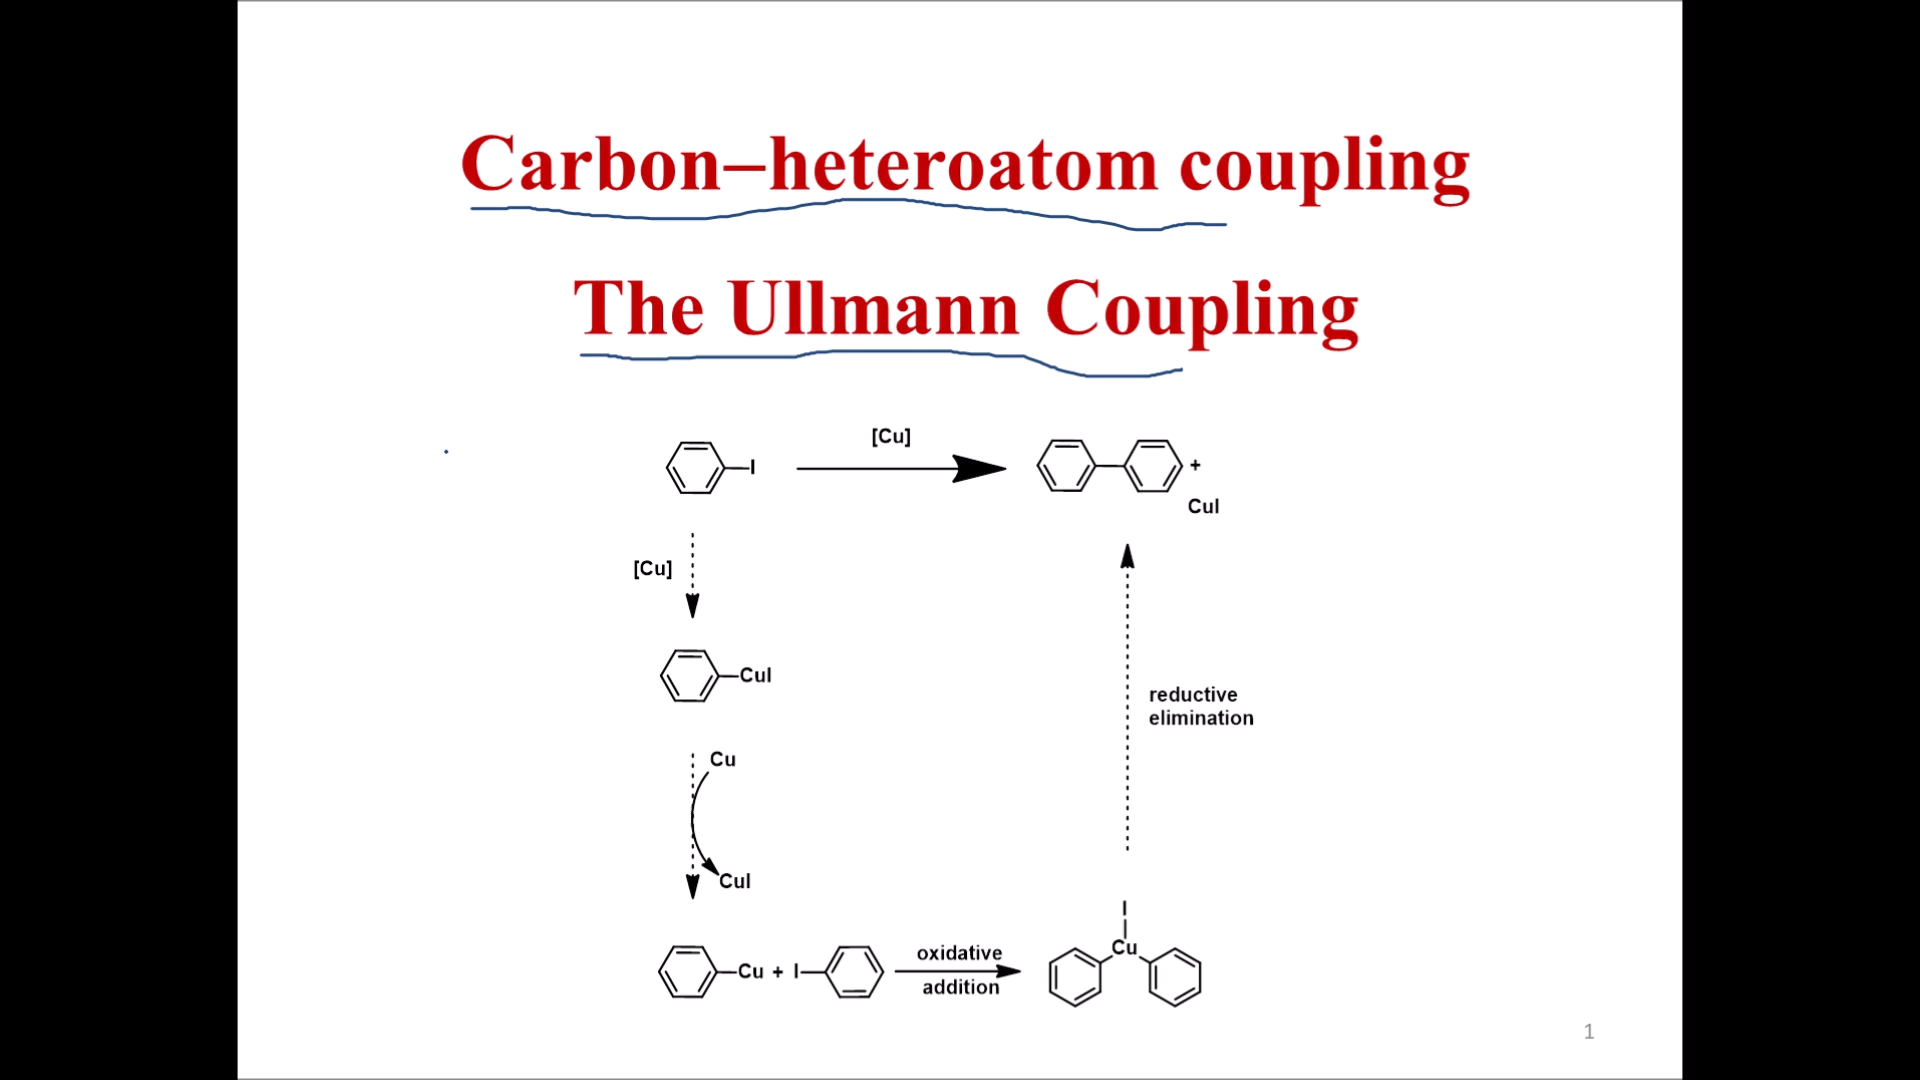 Carbon–heteroatom coupling
The Ullmann Coupling
[Cu]
I
+
CuI
[Cu]
CuI
Cu
CuI
reductive
elimination
Cu + I
oxidative
addition
I
Cu
1